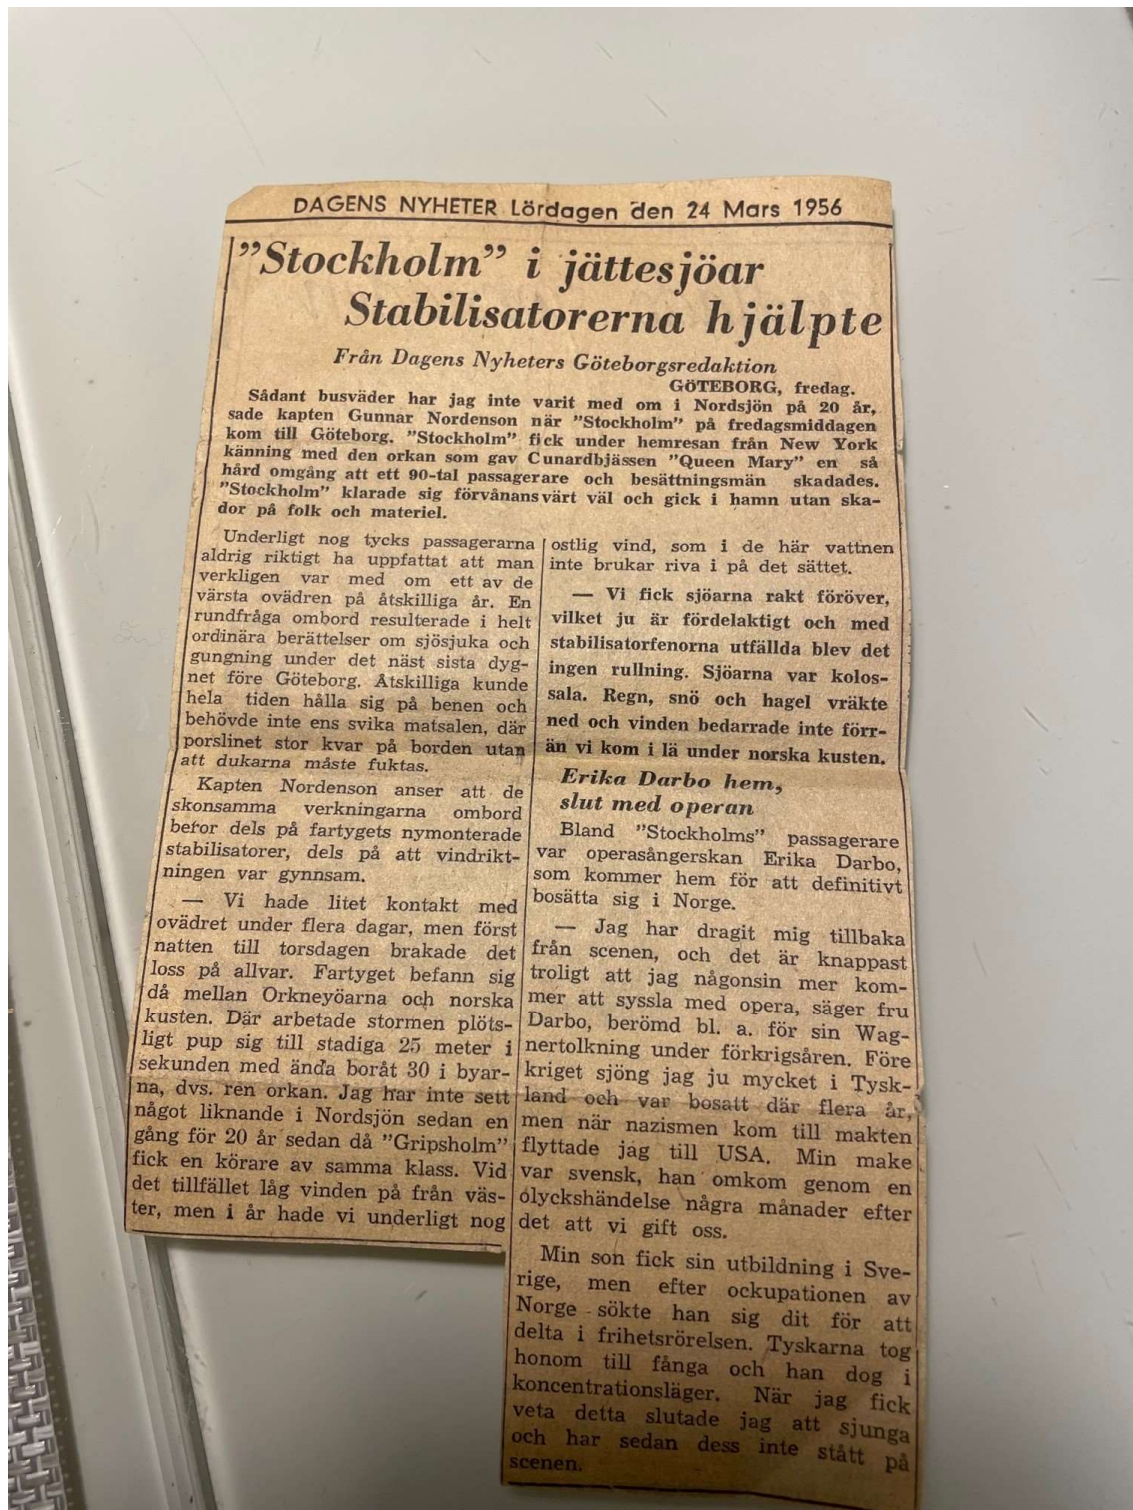 DAGENS NYHETER Lördagen den 24 Mars 1956
"Stockholm" i jättesjöar
Stabilisatorerna hjälpte
Från Dagens Nyheters Göteborgsredaktion
GÖTEBORG, fredag.
Sådant busväder har jag inte varit med om i Nordsjön på 20 år,
sade kapten Gunnar Nordenson när "Stockholm" på fredagsmiddagen
kom till Göteborg. "Stockholm" fick under hemresan från New York
känning med den orkan som gav Cunardbjässen "Queen Mary" en så
hård omgång att ett 90-tal passagerare och besättningsmän skadades.
"Stockholm" klarade sig förvånansvärt väl och gick i hamn utan ska-
dor på folk och materiel.
Underligt nog tycks passagerarna
aldrig riktigt ha uppfattat att man
verkligen var med om ett av de
värsta ovädren på åtskilliga år. En
rundfråga ombord resulterade i helt
ordinära berättelser om sjösjuka och
gungning under det näst sista dyg-
net före Göteborg. Åtskilliga kunde
hela tiden hålla sig på benen och
behövde inte ens svika matsalen, där
porslinet stor kvar på borden utan
att dukarna måste fuktas.
Kapten Nordenson anser att de
skonsamma verkningarna ombord
beror dels på fartygets nymonterade
stabilisatorer, dels på att vindrikt-
ningen var gynnsam.
— Vi hade litet kontakt med
ovädret under flera dagar, men först
natten till torsdagen brakade det
loss på allvar. Fartyget befann sig
då mellan Orkneyöarna och norska
kusten. Där arbetade stormen plöts-
ligt pup sig till stadiga 25 meter i
sekunden med ända boråt 30 i byar-
na, dvs. ren orkan. Jag har inte sett
något liknande i Nordsjön sedan en
gång för 20 år sedan då "Gripsholm"
fick en körare av samma klass. Vid
det tillfället låg vinden på från väs-
ter, men i år hade vi underligt nog
ostlig vind, som i de här vattnen
inte brukar riva i på det sättet.
— Vi fick sjöarna rakt föröver,
vilket ju är fördelaktigt och med
stabilisatorfenorna utfällda blev det
ingen rullning. Sjöarna var kolos-
sala. Regn, snö och hagel vräkte
ned och vinden bedarrade inte förr-
än vi kom i lä under norska kusten.
Erika Darbo hem,
slut med operan
Bland "Stockholms" passagerare
var operasångerskan Erika Darbo,
som kommer hem för att definitivt
bosätta sig i Norge.
— Jag har dragit mig tillbaka
från scenen, och det är knappast
troligt att jag någonsin mer kom-
mer att syssla med opera, säger fru
Darbo, berömd bl. a. för sin Wag-
nertolkning under förkrigsåren. Före
kriget sjöng jag ju mycket i Tysk-
land och var bosatt där flera år,
men när nazismen kom till makten
flyttade jag till USA. Min make
var svensk, han omkom genom en
olyckshändelse några månader efter
det att vi gift oss.
Min son fick sin utbildning i Sve-
rige, men efter ockupationen av
Norge sökte han sig dit för att
delta i frihetsrörelsen. Tyskarna tog
honom till fånga och han dog i
koncentrationsläger. När jag fick
veta detta slutade jag att sjunga
och har sedan dess inte stått på
scenen.